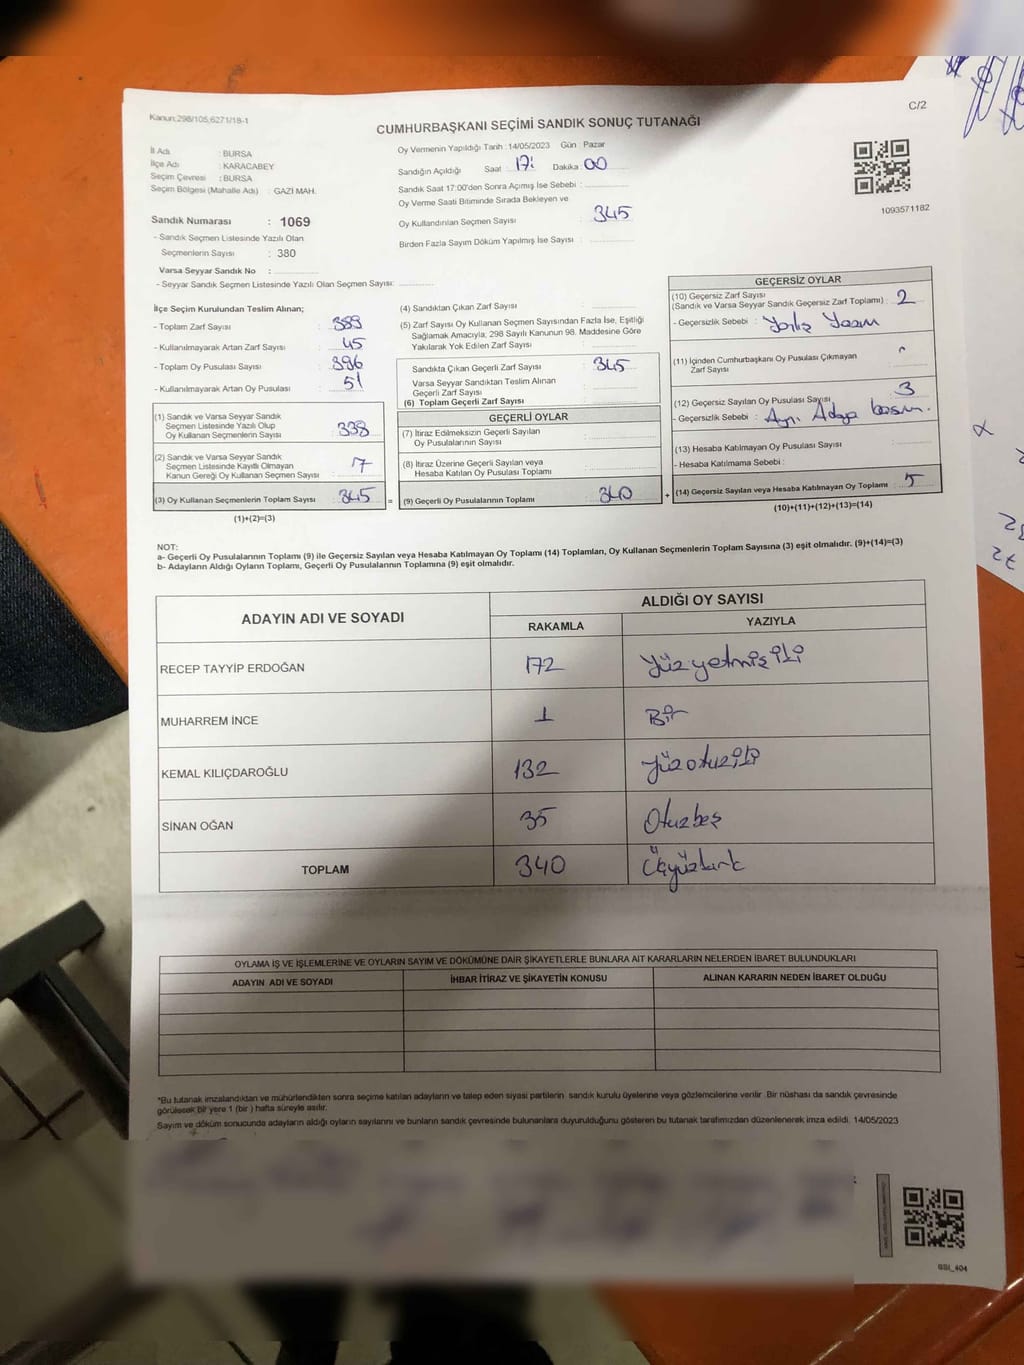 Kanun:298/105;6271/18-1
C/2
CUMHURBAŞKANI SEÇİMİ SANDIK SONUÇ TUTANAĞI
İl Adı : BURSA
İlçe Adı : KARACABEY
Seçim Çevresi : BURSA
Seçim Bölgesi (Mahalle Adı) : GAZİ MAH.
Sandık Numarası : 1069
- Sandık Seçmen Listesinde Yazılı Olan
Seçmenlerin Sayısı : 380
Varsa Seyyar Sandık No :
- Seyyar Sandık Seçmen Listesinde Yazılı Olan Seçmen Sayısı:
Oy Vermenin Yapıldığı Tarih : 14/05/2023 Gün Pazar
Sandığın Açıldığı Saat : 17: Dakika : 00
Sandık Saat 17:00'den Sonra Açılmış İse Sebebi :
Oy Verme Saati Bitiminde Sırada Bekleyen ve
Oy Kullandırılan Seçmen Sayısı : 345
Birden Fazla Sayım Döküm Yapılmış İse Sayısı :
1093571182
İlçe Seçim Kurulundan Teslim Alınan;
- Toplam Zarf Sayısı : 389
- Kullanılmayarak Artan Zarf Sayısı : 45
- Toplam Oy Pusulası Sayısı : 396
- Kullanılmayarak Artan Oy Pusulası : 51
(1) Sandık ve Varsa Seyyar Sandık
Seçmen Listesinde Yazılı Olup
Oy Kullanan Seçmenlerin Sayısı : 338
(2) Sandık ve Varsa Seyyar Sandık
Seçmen Listesinde Kayıtlı Olmayan
Kanun Gereği Oy Kullanan Seçmen Sayısı : 7
(3) Oy Kullanan Seçmenlerin Toplam Sayısı : 345
(1)+(2)=(3)
(4) Sandıktan Çıkan Zarf Sayısı :
(5) Zarf Sayısı Oy Kullanan Seçmen Sayısından Fazla İse, Eşitliği
Sağlamak Amacıyla; 298 Sayılı Kanunun 98. Maddesine Göre
Yakılarak Yok Edilen Zarf Sayısı :
Sandıkta Çıkan Geçerli Zarf Sayısı : 345
Varsa Seyyar Sandıktan Teslim Alınan
Geçerli Zarf Sayısı :
(6) Toplam Geçerli Zarf Sayısı :
GEÇERLİ OYLAR
(7) İtiraz Edilmeksizin Geçerli Sayılan
Oy Pusulalarının Sayısı :
(8) İtiraz Üzerine Geçerli Sayılan veya
Hesaba Katılan Oy Pusulası Toplamı :
=
(9) Geçerli Oy Pusulalarının Toplamı : 340
+
GEÇERSİZ OYLAR
(10) Geçersiz Zarf Sayısı
(Sandık ve Varsa Seyyar Sandık Geçersiz Zarf Toplamı) : 2
- Geçersizlik Sebebi :
(11) İçinden Cumhurbaşkanı Oy Pusulası Çıkmayan
Zarf Sayısı :
(12) Geçersiz Sayılan Oy Pusulası Sayısı : 3
- Geçersizlik Sebebi : Ayrı Adaya basım.
(13) Hesaba Katılmayan Oy Pusulası Sayısı :
- Hesaba Katılmama Sebebi :
(14) Geçersiz Sayılan veya Hesaba Katılmayan Oy Toplamı : 5
(10)+(11)+(12)+(13)=(14)
NOT:
a- Geçerli Oy Pusulalarının Toplamı (9) ile Geçersiz Sayılan veya Hesaba Katılmayan Oy Toplamı (14) Toplamları, Oy Kullanan Seçmenlerin Toplam Sayısına (3) eşit olmalıdır. (9)+(14)=(3)
b- Adayların Aldığı Oyların Toplamı, Geçerli Oy Pusulalarının Toplamına (9) eşit olmalıdır.
ADAYIN ADI VE SOYADI
ALDIĞI OY SAYISI
RAKAMLA YAZIYLA
RECEP TAYYİP ERDOĞAN 172 Yüzyetmişiki
MUHARREM İNCE 1 Bir
KEMAL KILIÇDAROĞLU 132 Yüzotuziki
SİNAN OĞAN 35 Otuzbeş
TOPLAM 340 Üçyüzkırk
OYLAMA İŞ VE İŞLEMLERİNE VE OYLARIN SAYIM VE DÖKÜMÜNE DAİR ŞİKAYETLERLE BUNLARA AİT KARARLARIN NELERDEN İBARET BULUNDUKLARI
ADAYIN ADI VE SOYADI İHBAR İTİRAZ VE ŞİKAYETİN KONUSU ALINAN KARARIN NEDEN İBARET OLDUĞU
*Bu tutanak imzalandıktan ve mühürlendikten sonra seçime katılan adayların ve talep eden siyasi partilerin sandık kurulu üyelerine veya gözlemcilerine verilir. Bir nüshası da sandık çevresinde
görülecek bir yere 1 (bir ) hafta süreyle asılır.
Sayım ve döküm sonucunda adayların aldığı oyların sayılarını ve bunların sandık çevresinde bulunanlara duyurulduğunu gösteren bu tutanak tarafımızdan düzenlenerek imza edildi. 14/05/2023
GSI_404
72